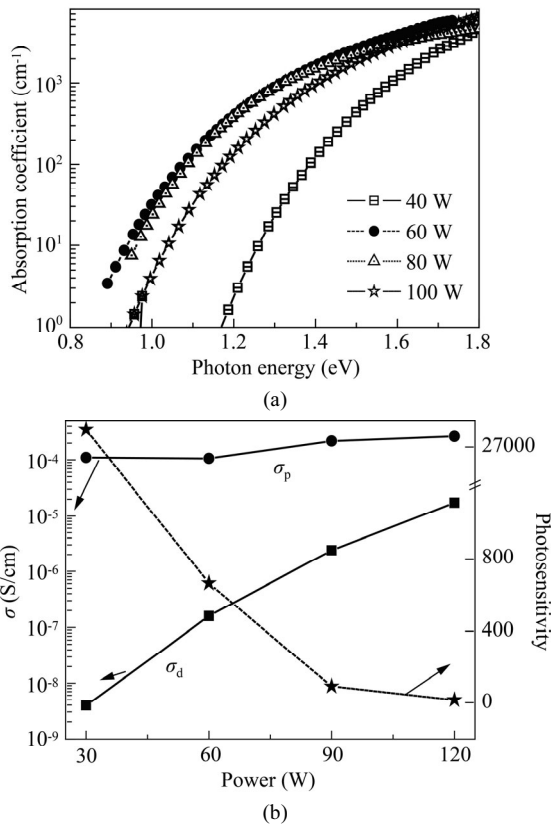 Absorption coefficient (cm⁻¹)
10³
10²
10¹
10⁰
40 W
60 W
80 W
100 W
0.8 1.0 1.2 1.4 1.6 1.8
Photon energy (eV)
(a)
σ (S/cm)
10⁻⁴
10⁻⁵
10⁻⁶
10⁻⁷
10⁻⁸
10⁻⁹
σp
σd
27000
800
400
0
Photosensitivity
30 60 90 120
Power (W)
(b)